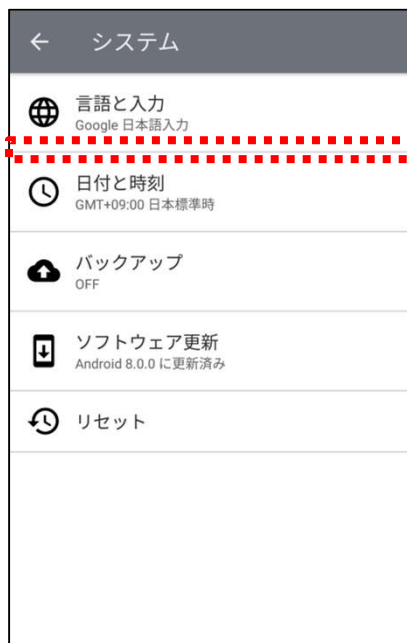 システム
言語と入力
Google 日本語入力
日付と時刻
GMT+09:00 日本標準時
バックアップ
OFF
ソフトウェア更新
Android 8.0.0 に更新済み
リセット